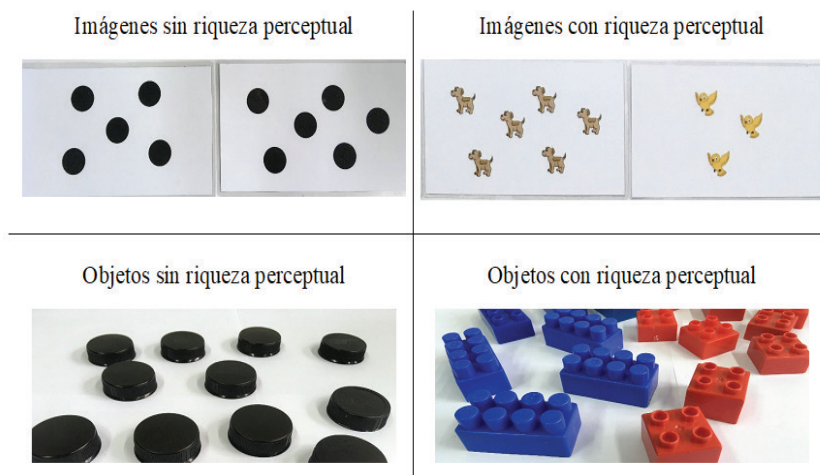 Imágenes sin riqueza perceptual
Imágenes con riqueza perceptual
Objetos sin riqueza perceptual
Objetos con riqueza perceptual